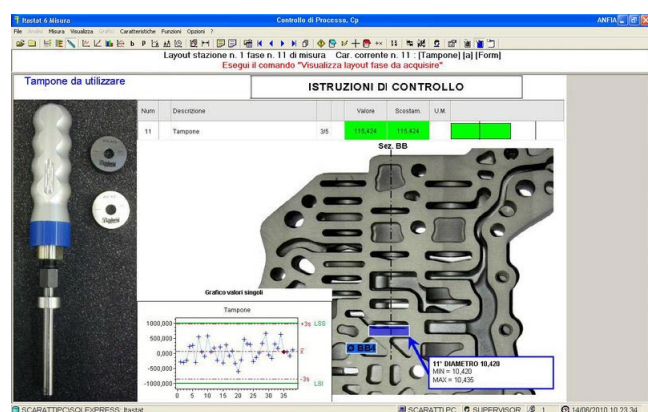 Itastat 6 Misura
Controllo di Processo, Cp
ANFIA
File Misura Visualizza Grafici Caratteristiche Funzioni Opzioni ?
Layout stazione n. 1 fase n. 11 di misura Car. corrente n. 11 : [Tampone] [a] [Form]
Esegui il comando "Visualizza layout fase da acquisire"
Tampone da utilizzare
ISTRUZIONI DI CONTROLLO
Num Descrizione Valore Scostam. U.M.
11 Tampone 3/5 115,424 115,424
Sez. BB
Grafico valori singoli
Tampone
1000,000
500,000
0,000
-500,000
-1000,000
+3s LSS
-3s LSI
0 5 10 15 20 25 30 35
Ø BB4
11° DIAMETRO 10,420
MIN = 10,420
MAX = 10,435
SCARATTIPC\SQLEXPRESS: Itastat
SCARATTI PC SUPERVISOR 1 14/06/2010 10.23.34